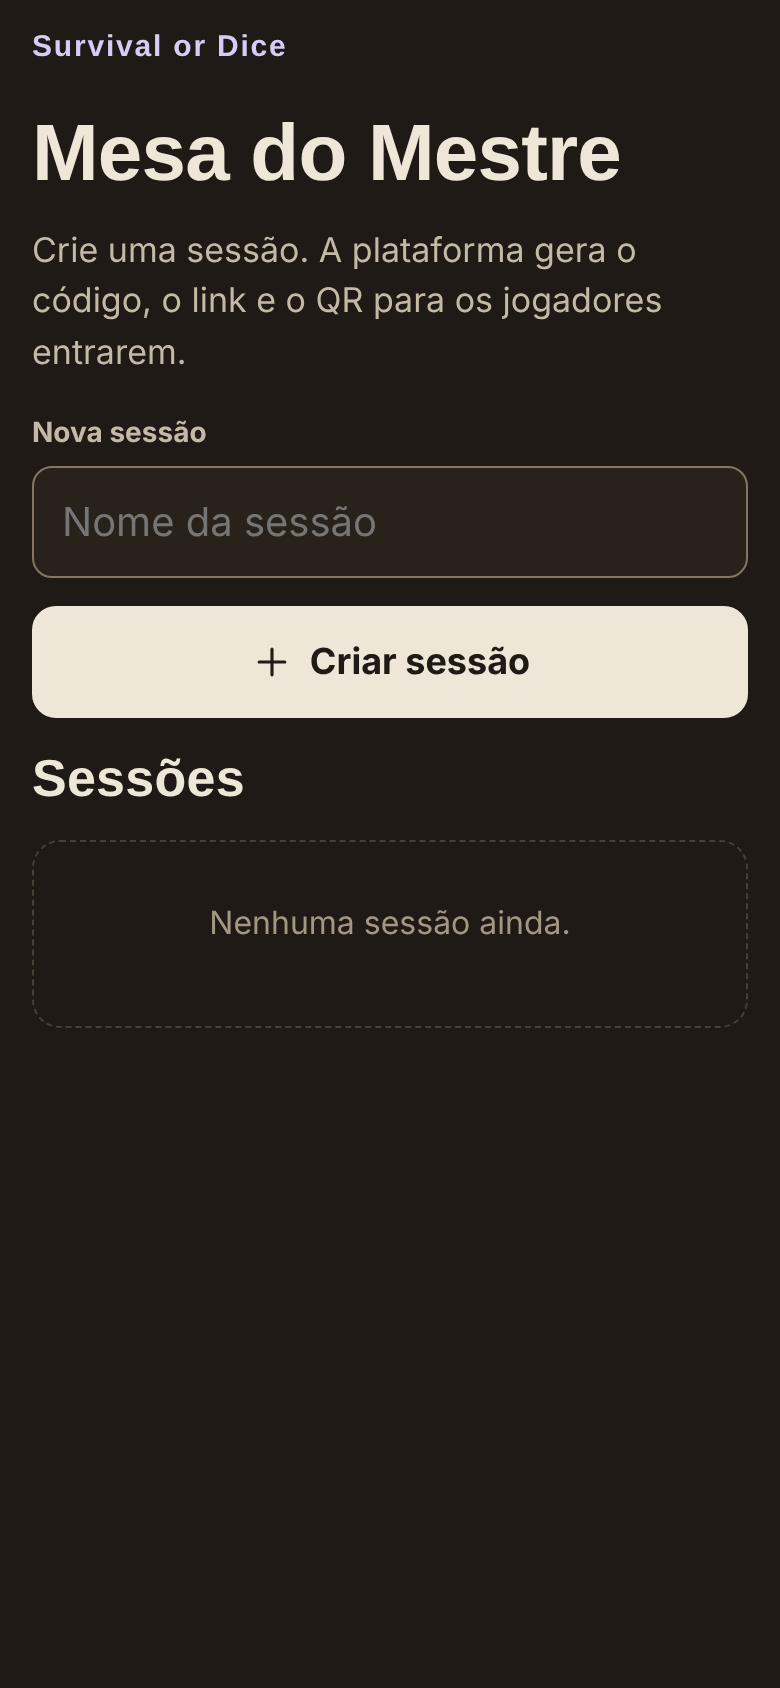 Survival or Dice
Mesa do Mestre
Crie uma sessão. A plataforma gera o
código, o link e o QR para os jogadores
entrarem.
Nova sessão
Nome da sessão
Criar sessão
Sessões
Nenhuma sessão ainda.